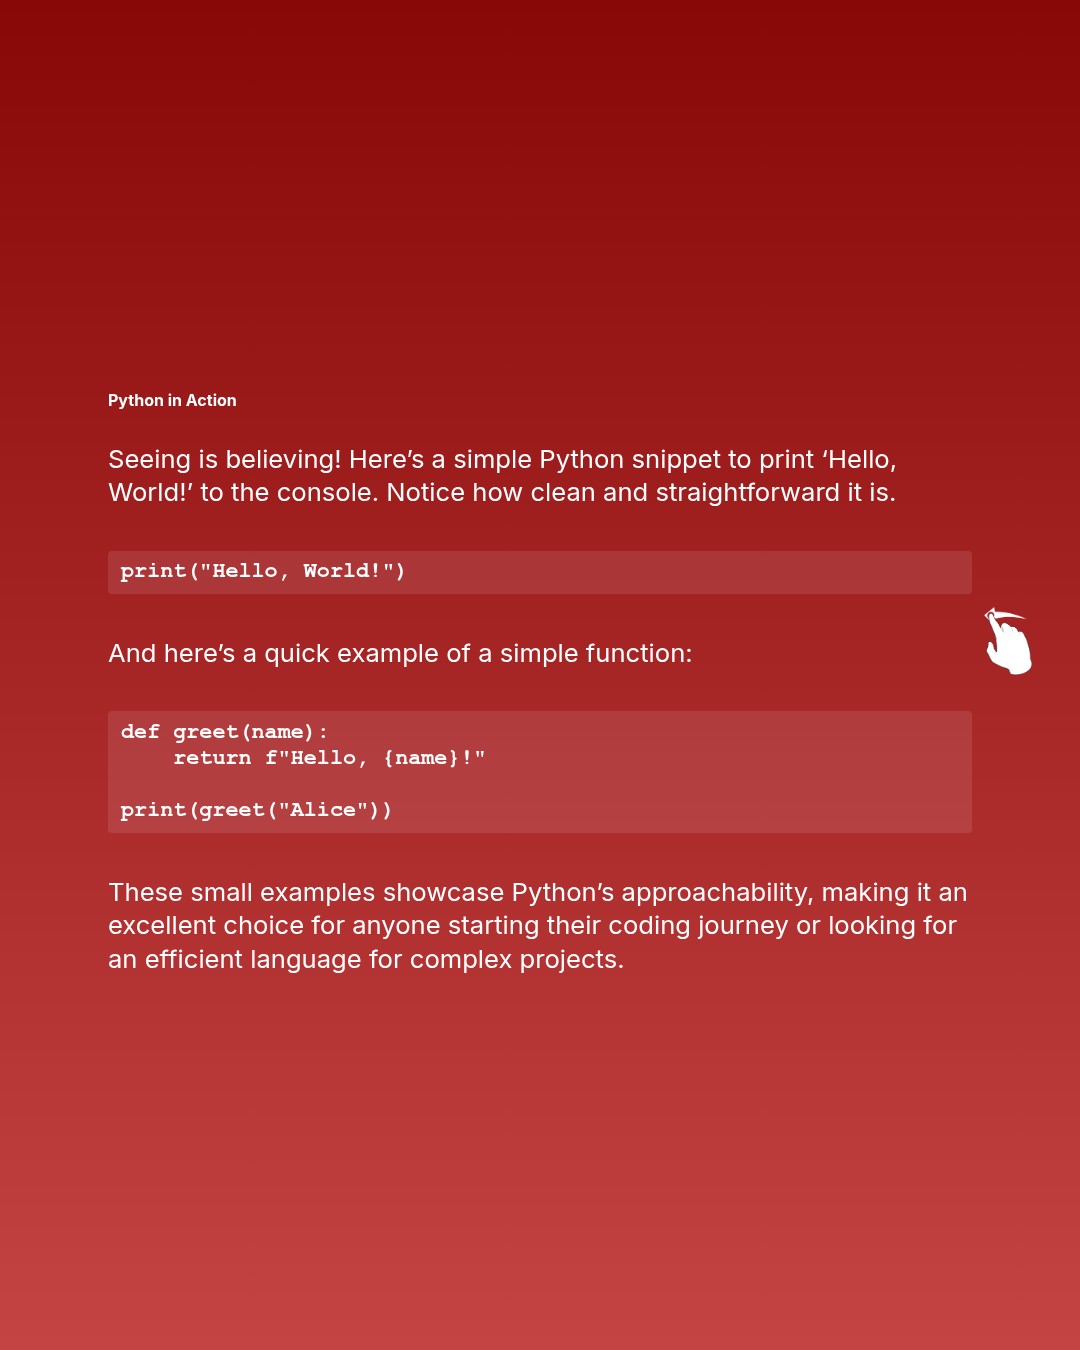 Python in Action
Seeing is believing! Here’s a simple Python snippet to print ‘Hello,
World!’ to the console. Notice how clean and straightforward it is.
print("Hello, World!")
And here’s a quick example of a simple function:
def greet(name):
    return f"Hello, {name}!"

print(greet("Alice"))
These small examples showcase Python’s approachability, making it an
excellent choice for anyone starting their coding journey or looking for
an efficient language for complex projects.